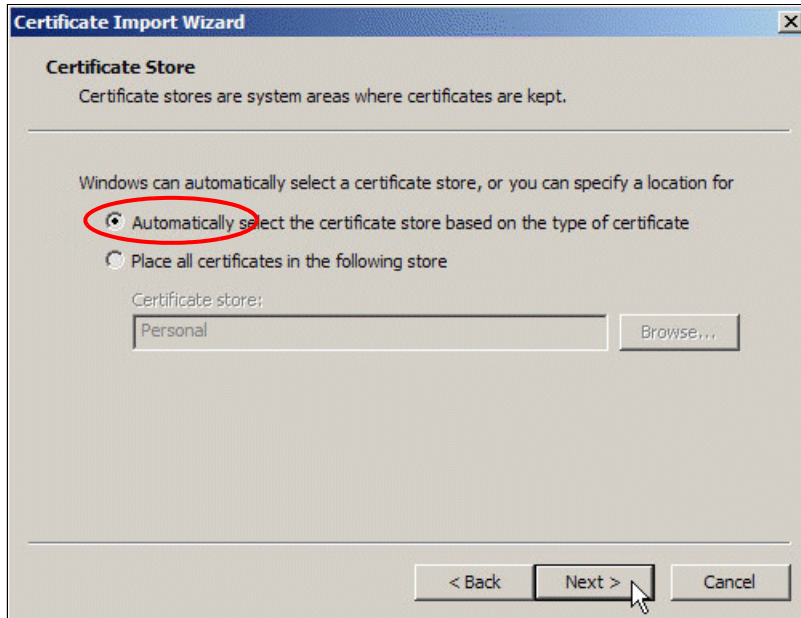 Certificate Import Wizard
Certificate Store
Certificate stores are system areas where certificates are kept.
Windows can automatically select a certificate store, or you can specify a location for
Automatically select the certificate store based on the type of certificate
Place all certificates in the following store
Certificate store:
Personal
Browse...
< Back
Next >
Cancel